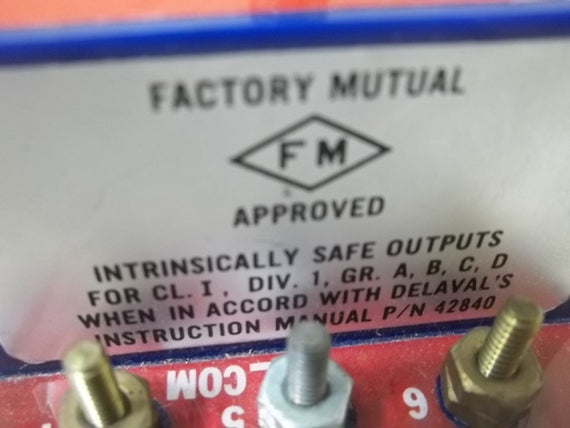 FACTORY MUTUAL
FM
APPROVED
INTRINSICALLY SAFE OUTPUTS
FOR CL. I, DIV. 1, GR. A, B, C, D
WHEN IN ACCORD WITH DELAVAL'S
INSTRUCTION MANUAL P/N 42840
COM
5
6